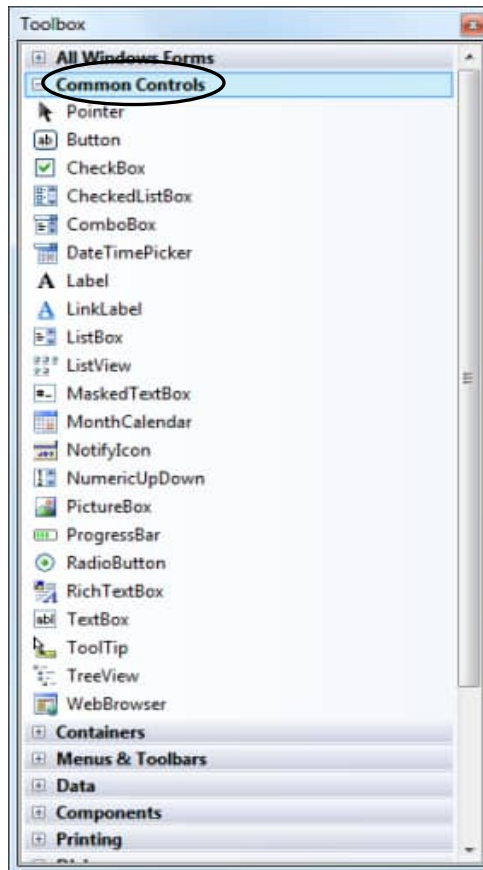 Toolbox
All Windows Forms
Common Controls
Pointer
Button
CheckBox
CheckedListBox
ComboBox
DateTimePicker
Label
LinkLabel
ListBox
ListView
MaskedTextBox
MonthCalendar
NotifyIcon
NumericUpDown
PictureBox
ProgressBar
RadioButton
RichTextBox
TextBox
ToolTip
TreeView
WebBrowser
Containers
Menus & Toolbars
Data
Components
Printing